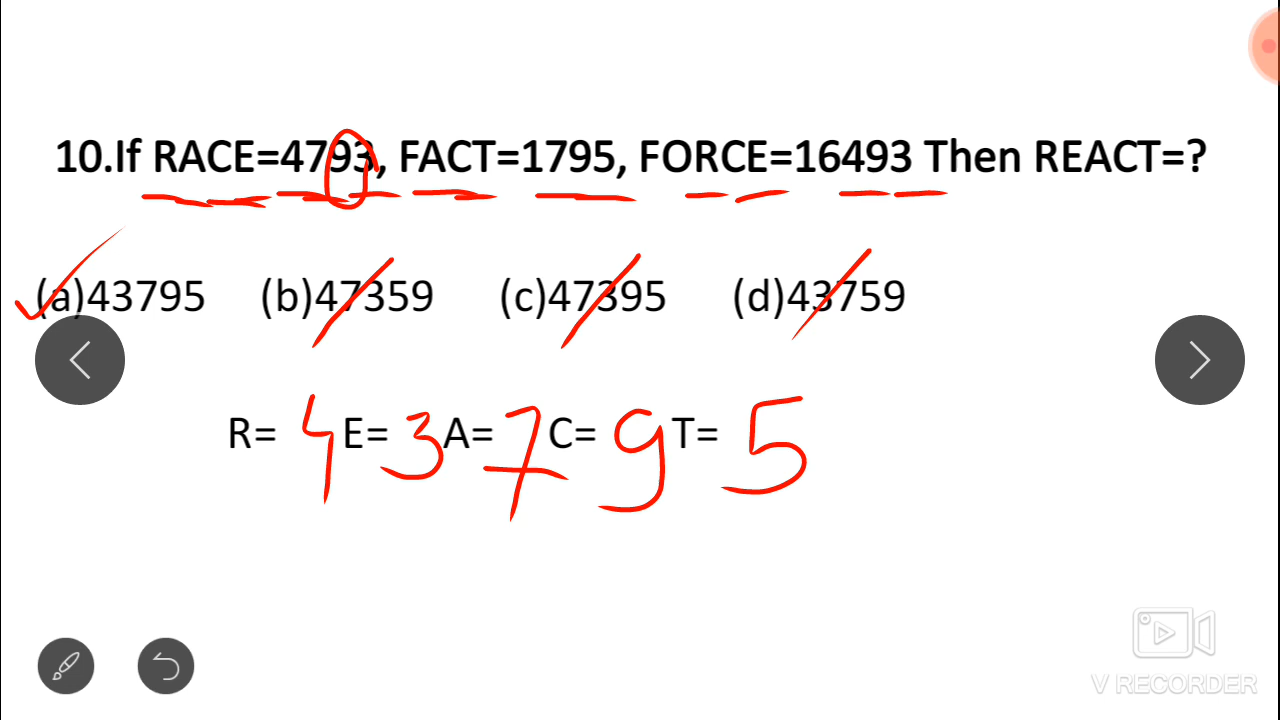 10.If RACE=4793, FACT=1795, FORCE=16493 Then REACT=?
(a)43795 (b)47359 (c)47395 (d)43759
R= 4 E= 3 A= 7 C= 9 T= 5
V RECORDER